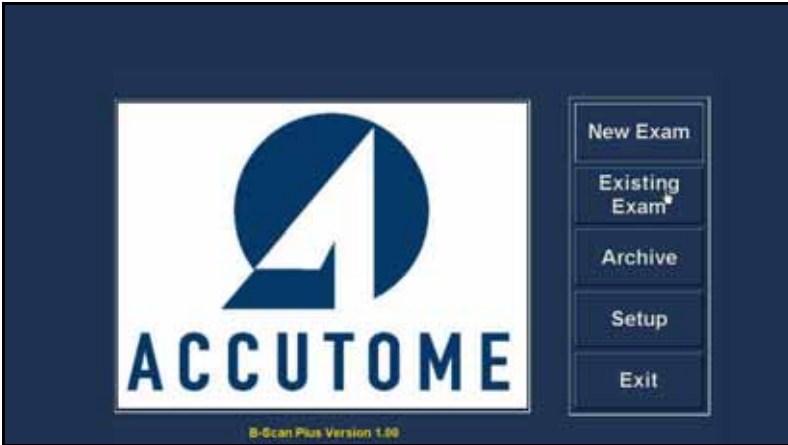 ACCUTOME
New Exam
Existing
Exam
Archive
Setup
Exit
B-Scan Plus Version 1.00